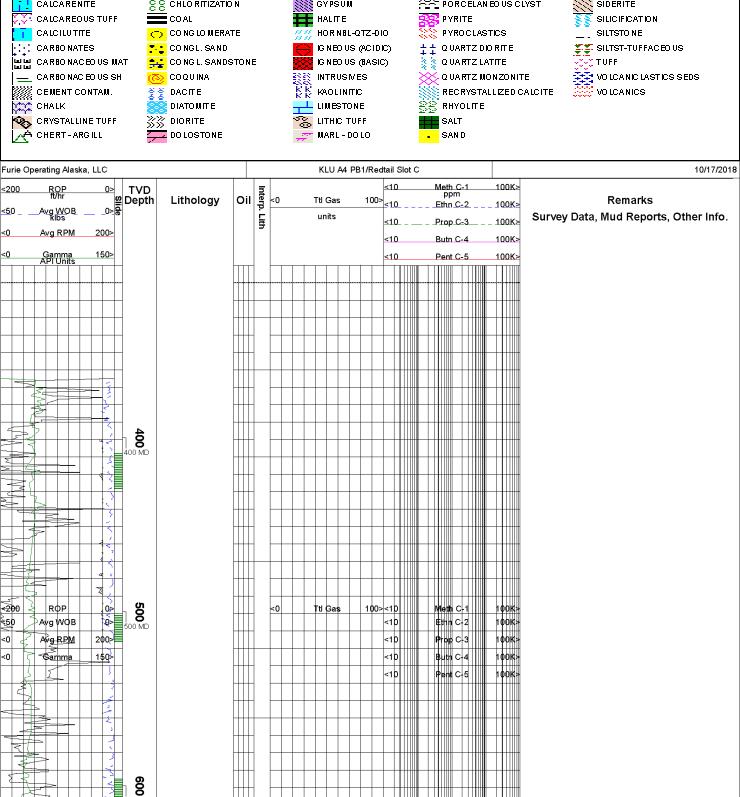 CALCARENITE CHLORITIZATION GYPSUM PORCELANEOUS CLYST SIDERITE
CALCAREOUS TUFF COAL HALITE PYRITE SILICIFICATION
CALCILUTITE CONGLOMERATE HORNBL-QTZ-DIO PYROCLASTICS SILTSTONE
CARBONATES CONGL. SAND IGNEOUS (ACIDIC) QUARTZ DIORITE SILTST-TUFFACEOUS
CARBONACEOUS MAT CONGL. SANDSTONE IGNEOUS (BASIC) QUARTZ LATITE TUFF
CARBONACEOUS SH COQUINA INTRUSIVES QUARTZ MONZONITE VOLCANICLASTICS SEDS
CEMENT CONTAM. DACITE KAOLINITIC RECRYSTALLIZED CALCITE VOLCANICS
CHALK DIATOMITE LIMESTONE RHYOLITE
CRYSTALLINE TUFF DIORITE LITHIC TUFF SALT
CHERT-ARGILL DOLOSTONE MARL-DOLO SAND
Furie Operating Alaska, LLC KLU A4 PB1/Redtail Slot C 10/17/2018
<200 ROP 0>
ft/hr
<50 Avg WOB 0>
klbs
<0 Avg RPM 200>
<0 Gamma 150>
API Units
Slide
TVD
Depth
Lithology
Oil
Interp. Lith
<0 Ttl Gas 100>
units
<10 Meth C-1 100K>
ppm
<10 Ethn C-2 100K>
<10 Prop C-3 100K>
<10 Butn C-4 100K>
<10 Pent C-5 100K>
Remarks
Survey Data, Mud Reports, Other Info.
400
400 MD
<200 ROP 0>
<50 Avg WOB 0>
<0 Avg RPM 200>
<0 Gamma 150>
500
500 MD
<0 Ttl Gas 100>
<10 Meth C-1 100K>
<10 Ethn C-2 100K>
<10 Prop C-3 100K>
<10 Butn C-4 100K>
<10 Pent C-5 100K>
600